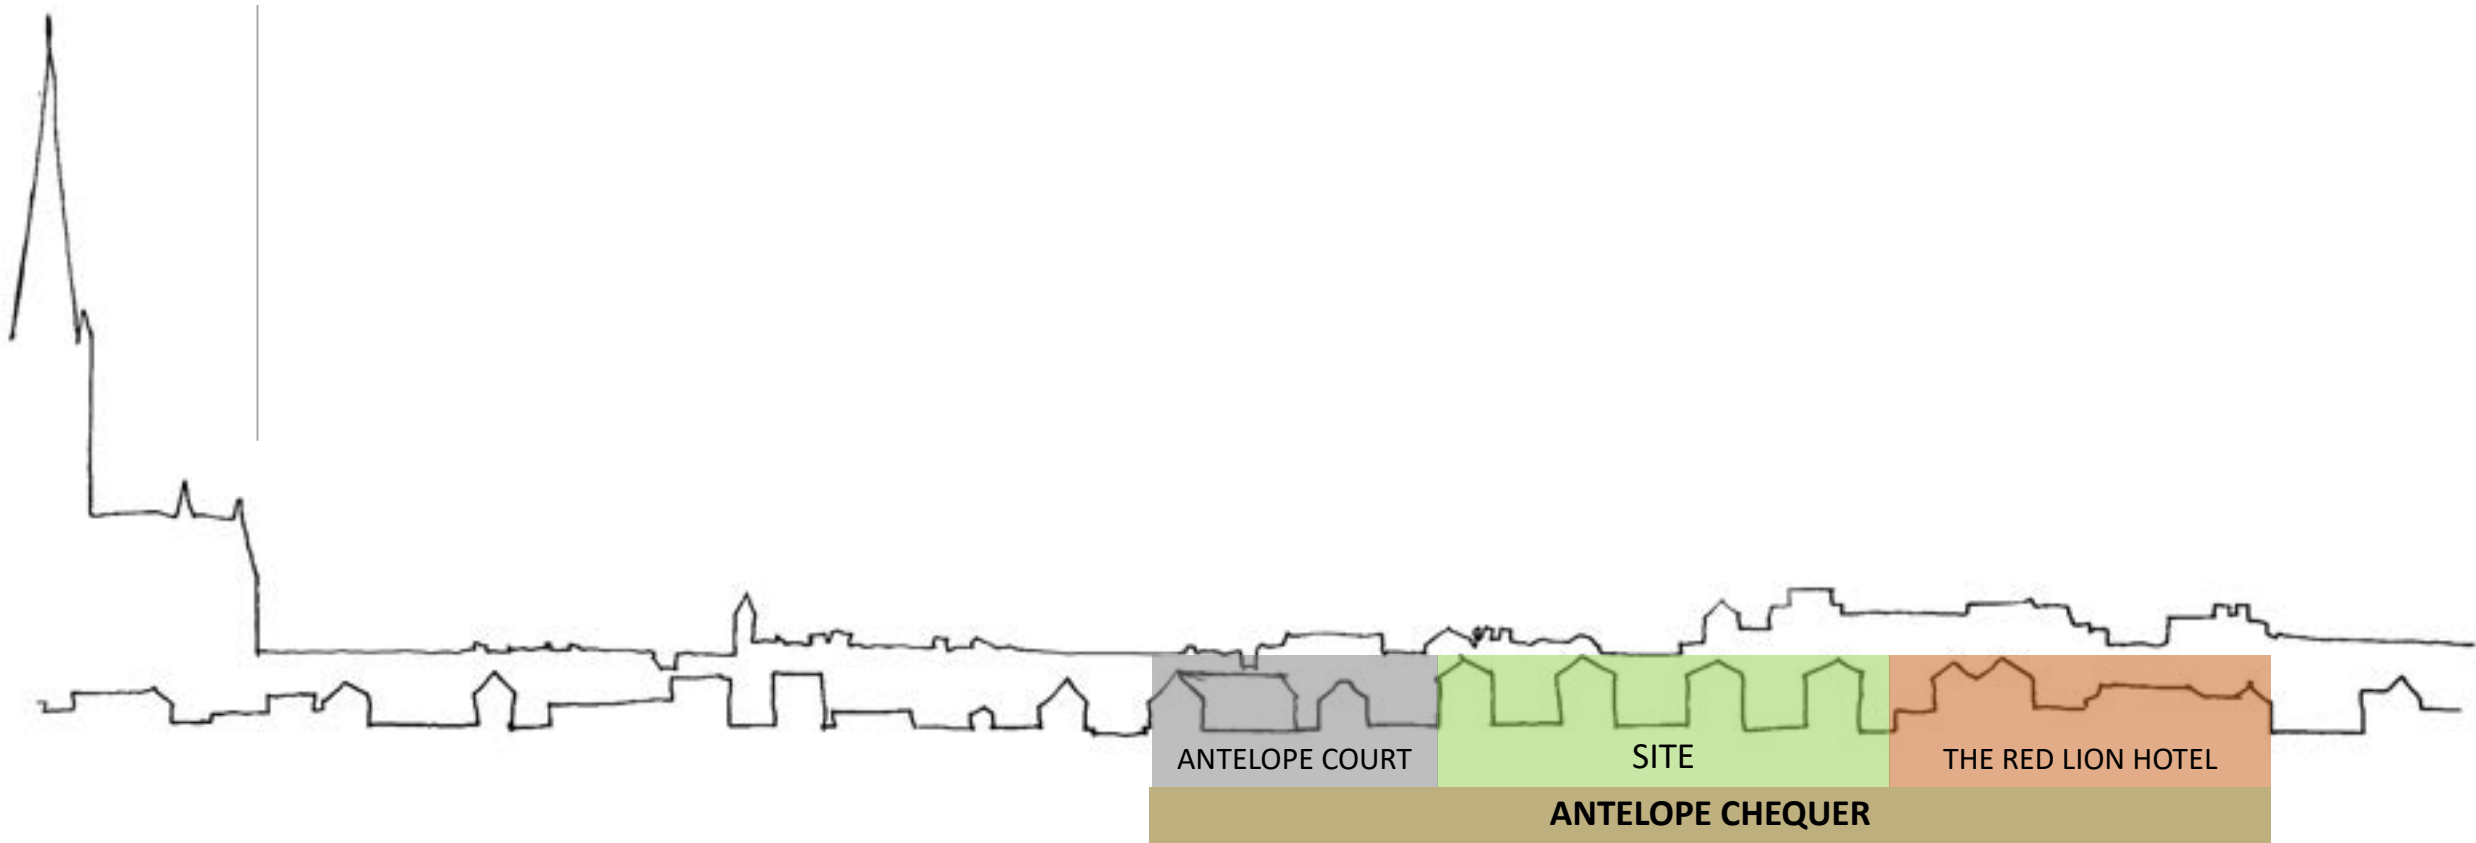 ANTELOPE COURT
SITE
THE RED LION HOTEL
ANTELOPE CHEQUER